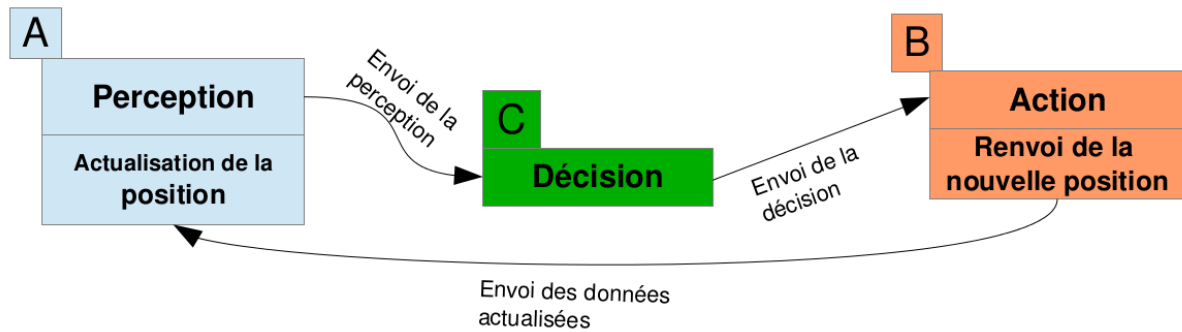 A
Perception
Actualisation de la
position
Envoi de la
perception
C
Décision
Envoi de la
décision
B
Action
Renvoi de la
nouvelle position
Envoi des données
actualisées